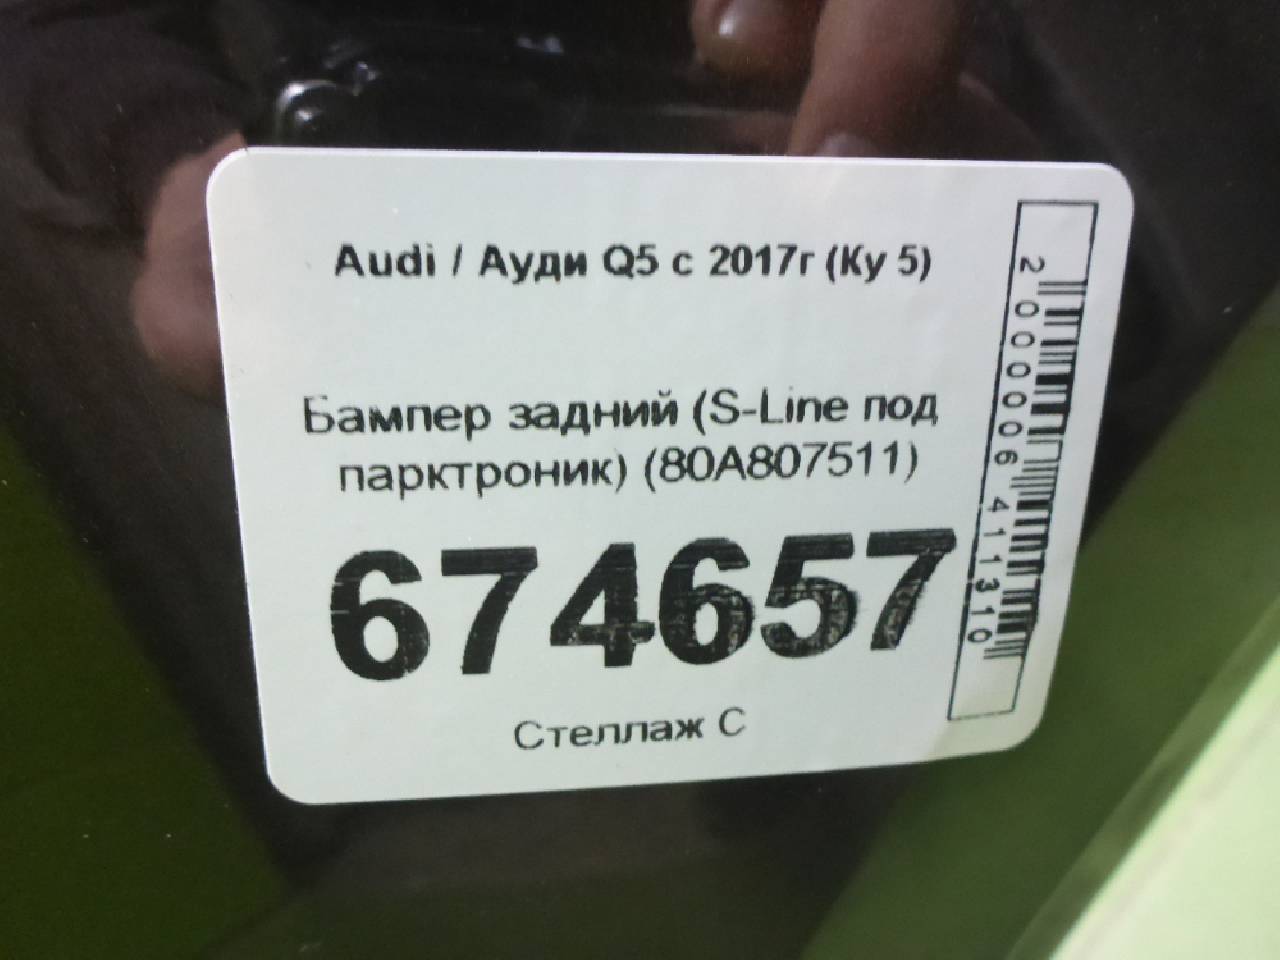 Audi / Ауди Q5 с 2017г (Ку 5)
Бампер задний (S-Line под
парктроник) (80A807511)
674657
Стеллаж С
2000006411310